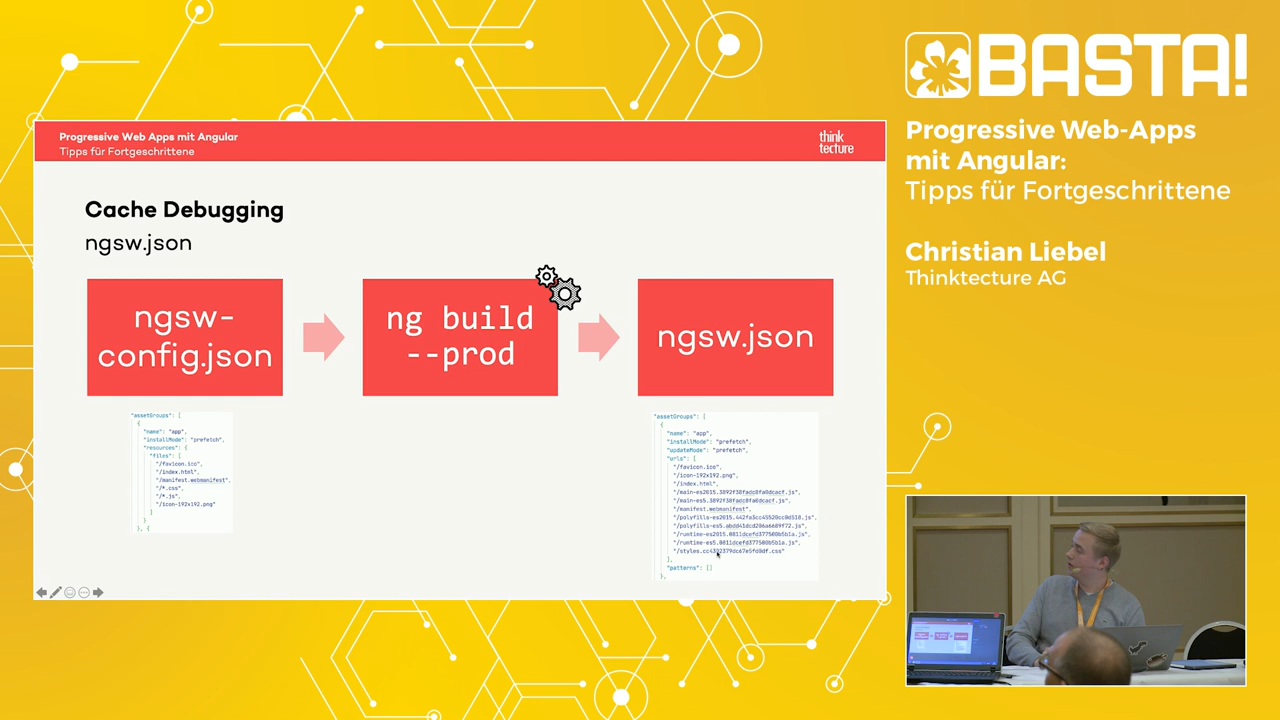 Progressive Web Apps mit Angular
Tipps für Fortgeschrittene
think
tecture
Cache Debugging
ngsw.json
ngsw-
config.json
ng build
--prod
ngsw.json
"assetGroups": [
{
"name": "app",
"installMode": "prefetch",
"resources": {
"files": [
"/favicon.ico",
"/index.html",
"/manifest.webmanifest",
"/*.css",
"/*.js",
"/icon-192x192.png"
]
}
}, {
"assetGroups": [
{
"name": "app",
"installMode": "prefetch",
"updateMode": "prefetch",
"urls": [
"/favicon.ico",
"/icon-192x192.png",
"/index.html",
"/manifest.webmanifest",
],
"patterns": []
},
BASTA!
Progressive Web-Apps
mit Angular:
Tipps für Fortgeschrittene
Christian Liebel
Thinktecture AG